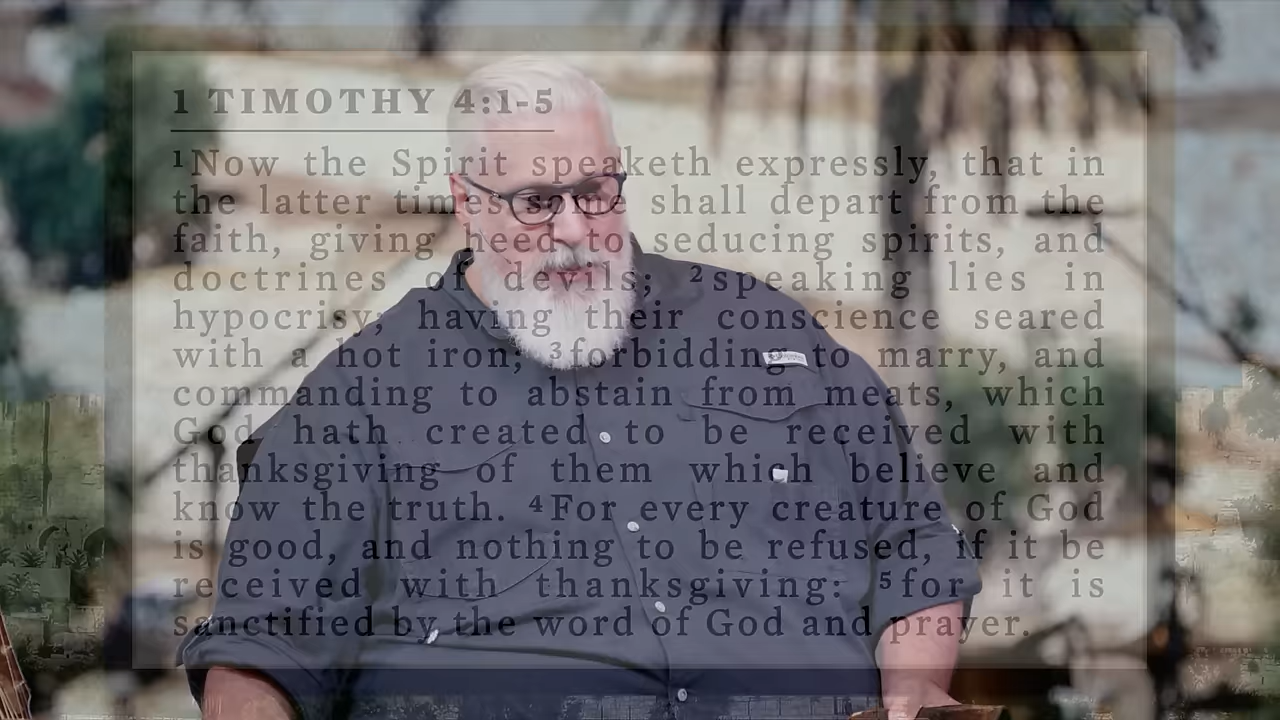 1 TIMOTHY 4:1-5
¹Now the Spirit speaketh expressly, that in
the latter times shall depart from the
faith, giving heed to seducing spirits, and
doctrines of devils; ²speaking lies in
hypocrisy; having their conscience seared
with a hot iron; ³forbidding to marry, and
commanding to abstain from meats, which
God hath created to be received with
thanksgiving of them which believe and
know the truth. ⁴For every creature of God
is good, and nothing to be refused, if it be
received with thanksgiving: ⁵for it is
sanctified by the word of God and prayer.